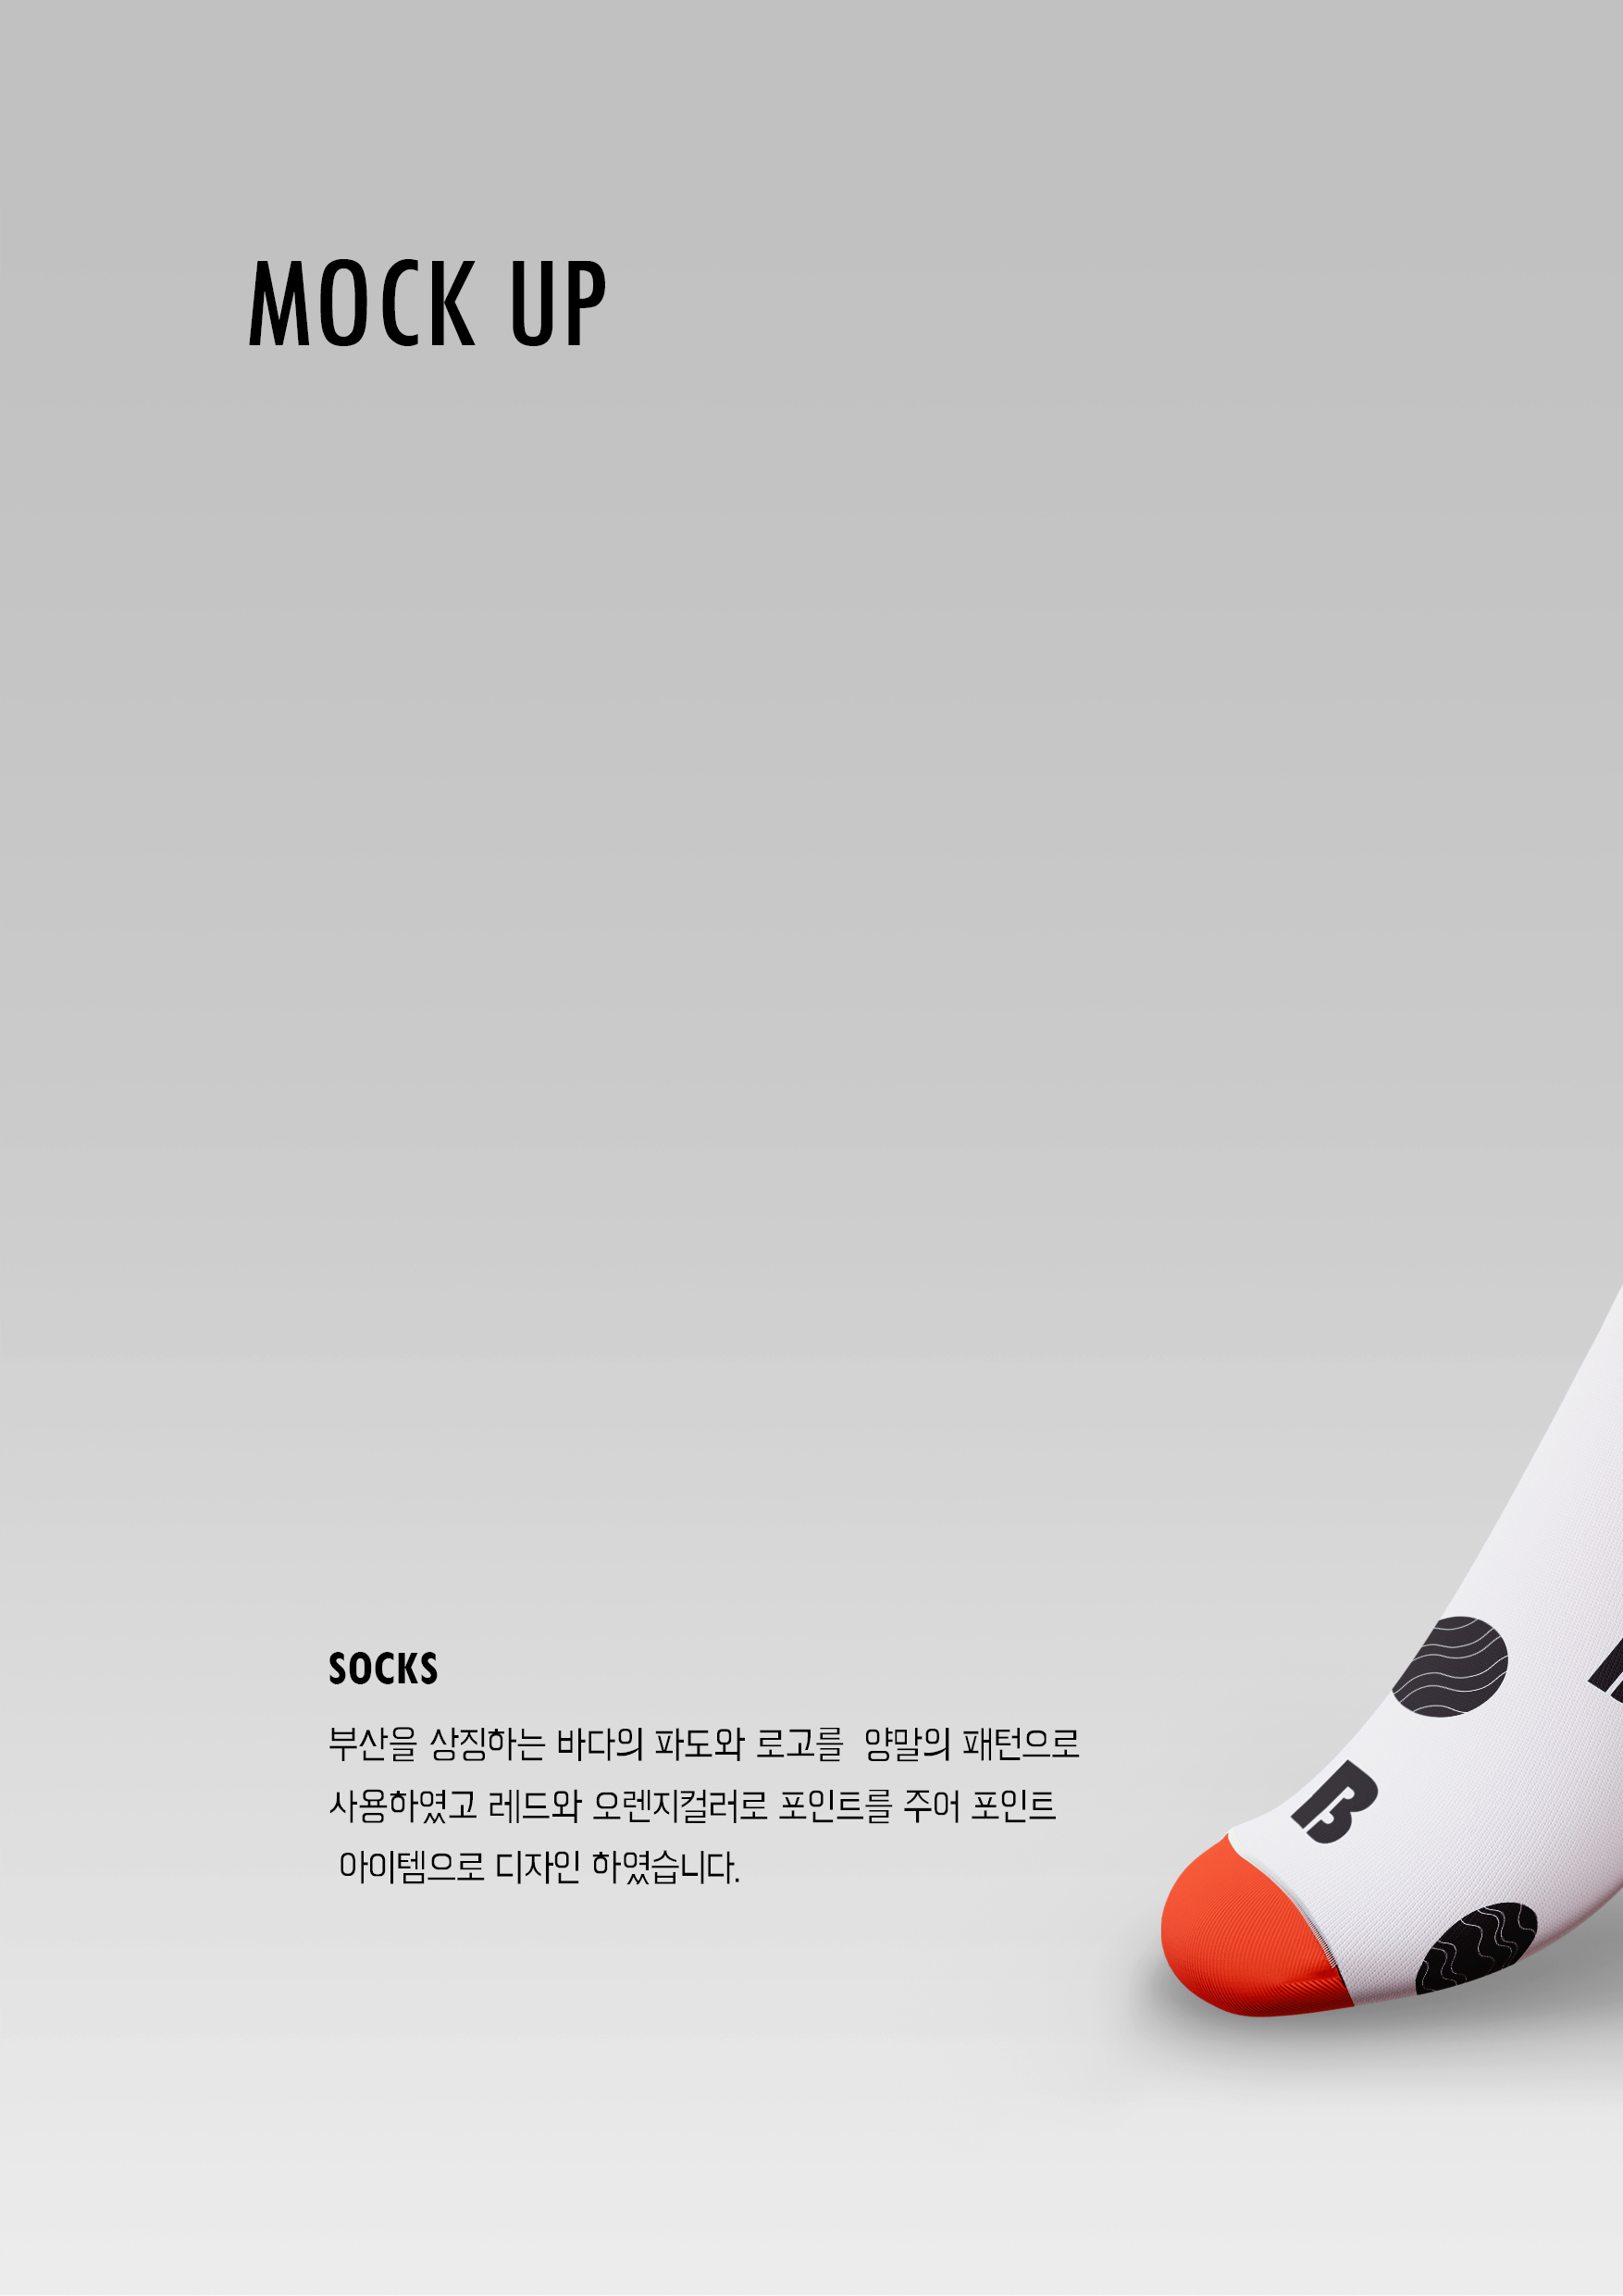 MOCK UP
SOCKS
부산을 상징하는 바다의 파도와 로고를 양말의 패턴으로
사용하였고 레드와 오렌지컬러로 포인트를 주어 포인트
아이템으로 디자인 하였습니다.
B